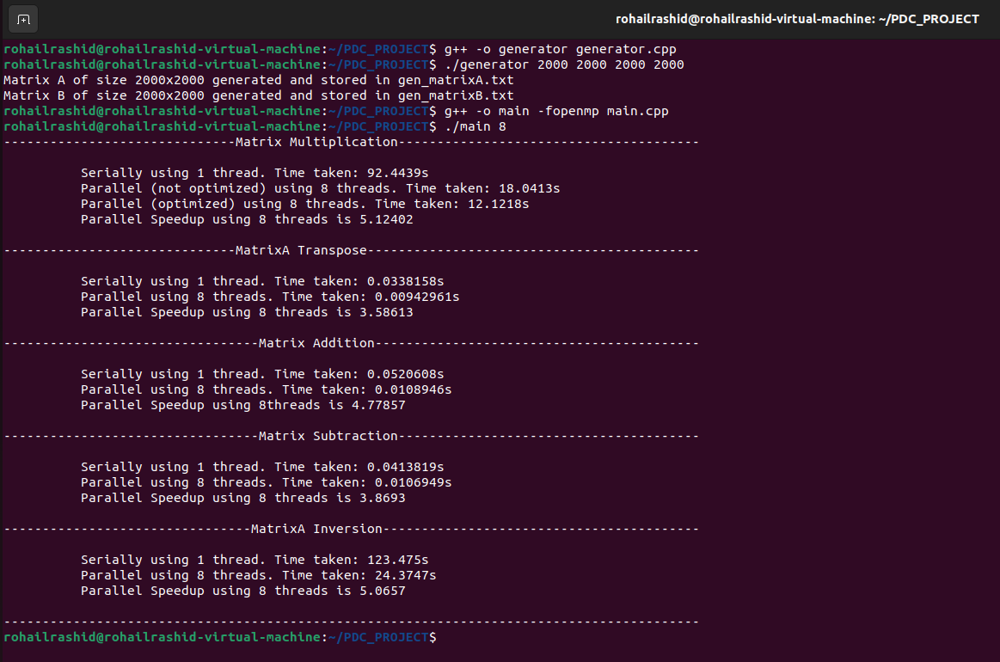 rohailrashid@rohailrashid-virtual-machine: ~/PDC_PROJECT
rohailrashid@rohailrashid-virtual-machine:~/PDC_PROJECT$ g++ -o generator generator.cpp
rohailrashid@rohailrashid-virtual-machine:~/PDC_PROJECT$ ./generator 2000 2000 2000 2000
Matrix A of size 2000x2000 generated and stored in gen_matrixA.txt
Matrix B of size 2000x2000 generated and stored in gen_matrixB.txt
rohailrashid@rohailrashid-virtual-machine:~/PDC_PROJECT$ g++ -o main -fopenmp main.cpp
rohailrashid@rohailrashid-virtual-machine:~/PDC_PROJECT$ ./main 8
------------------------------Matrix Multiplication---------------------------------------
Serially using 1 thread. Time taken: 92.4439s
Parallel (not optimized) using 8 threads. Time taken: 18.0413s
Parallel (optimized) using 8 threads. Time taken: 12.1218s
Parallel Speedup using 8 threads is 5.12402
------------------------------MatrixA Transpose-------------------------------------------
Serially using 1 thread. Time taken: 0.0338158s
Parallel using 8 threads. Time taken: 0.00942961s
Parallel Speedup using 8 threads is 3.58613
---------------------------------Matrix Addition------------------------------------------
Serially using 1 thread. Time taken: 0.0520608s
Parallel using 8 threads. Time taken: 0.0108946s
Parallel Speedup using 8threads is 4.77857
---------------------------------Matrix Subtraction---------------------------------------
Serially using 1 thread. Time taken: 0.0413819s
Parallel using 8 threads. Time taken: 0.0106949s
Parallel Speedup using 8 threads is 3.8693
--------------------------------MatrixA Inversion-----------------------------------------
Serially using 1 thread. Time taken: 123.475s
Parallel using 8 threads. Time taken: 24.3747s
Parallel Speedup using 8 threads is 5.0657
------------------------------------------------------------------------------------------
rohailrashid@rohailrashid-virtual-machine:~/PDC_PROJECT$